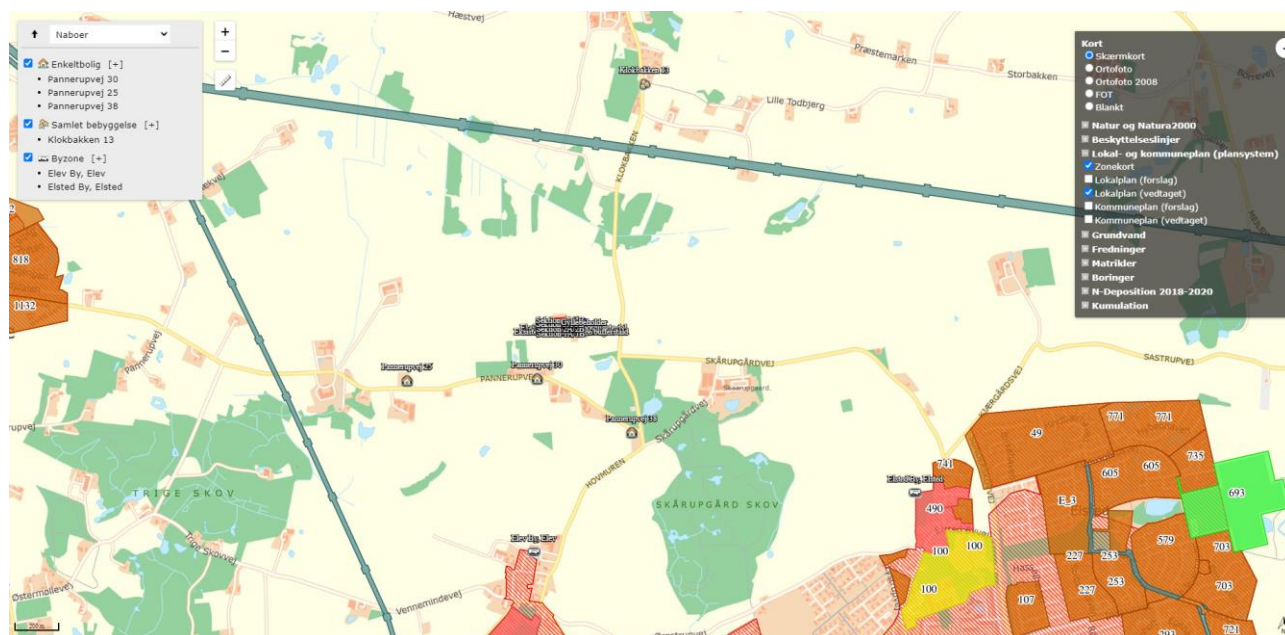 Naboer
Enkeltbolig [+]
Pannerupvej 30
Pannerupvej 25
Pannerupvej 38
Samlet bebyggelse [+]
Klokbakken 13
Byzone [+]
Elev By, Elev
Elsted By, Elsted
+
−
Kort
Skærmkort
Ortofoto
Ortofoto 2008
FOT
Blankt
Natur og Natura2000
Beskyttelseslinjer
Lokal- og kommuneplan (plansystem)
Zonekort
Lokalplan (forslag)
Lokalplan (vedtaget)
Kommuneplan (forslag)
Kommuneplan (vedtaget)
Grundvand
Fredninger
Matrikler
Boringer
N-Deposition 2018-2020
Kumulation
Hæstvej
Præstemarken
Storbakken
Klokbakken 13
Lille Todbjerg
KLOKBAKKEN
818
1132
Pannerupvej
Pannerupvej 25
Pannerupvej 30
PANNERUPVEJ
SKÅRUPGÅRDVEJ
SASTRUPVEJ
Skaarupgaard.
Pannerupvej 38
Skårupgårdvej
KJÆRGÅRDSVEJ
HOVMUREN
TRIGE SKOV
SKÅRUPGÅRD SKOV
49
771
771
735
605
605
693
741
Elsted By, Elsted
490
E_3
579
100
100
100
227
253
253
227
703
703
107
293
721
Trige Skovvej
Elev By, Elev
Østermøllevej
Vennemindevej
200 m